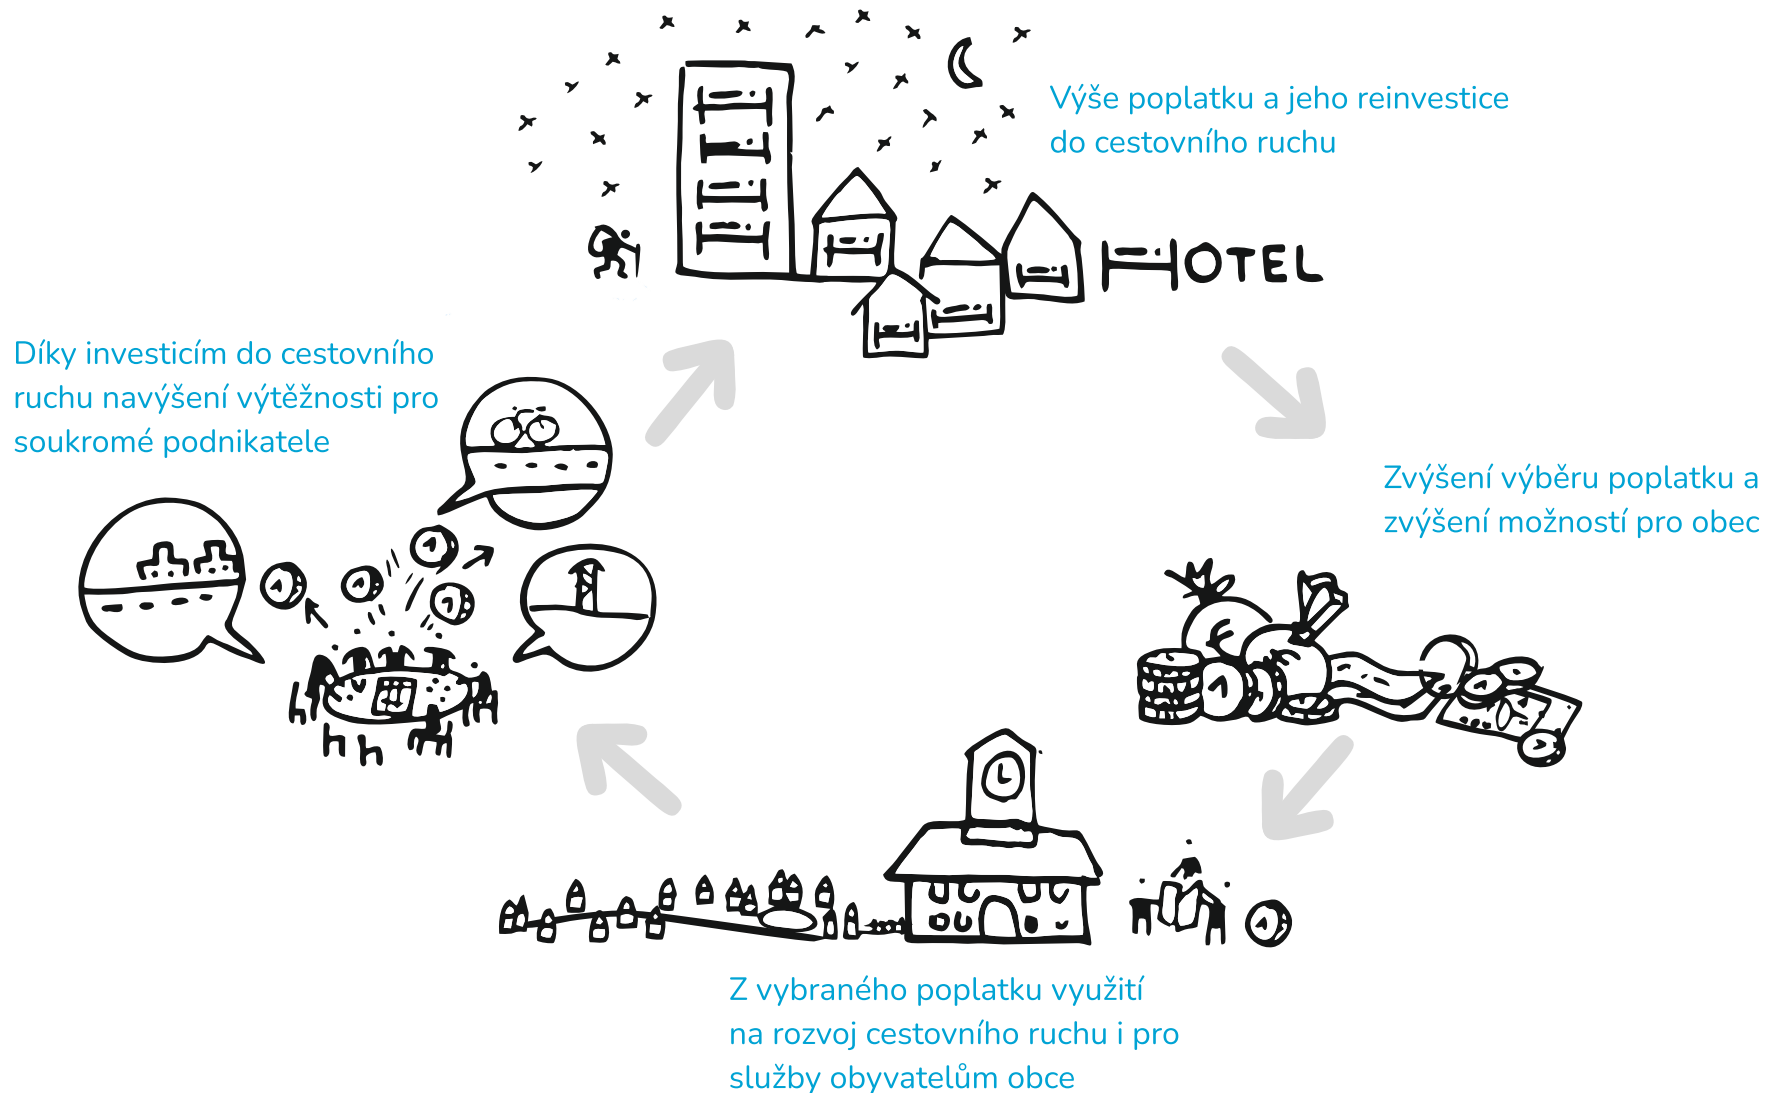 Výše poplatku a jeho reinvestice
do cestovního ruchu
HOTEL
Díky investicím do cestovního
ruchu navýšení výtěžnosti pro
soukromé podnikatele
Zvýšení výběru poplatku a
zvýšení možností pro obec
Z vybraného poplatku využití
na rozvoj cestovního ruchu i pro
služby obyvatelům obce